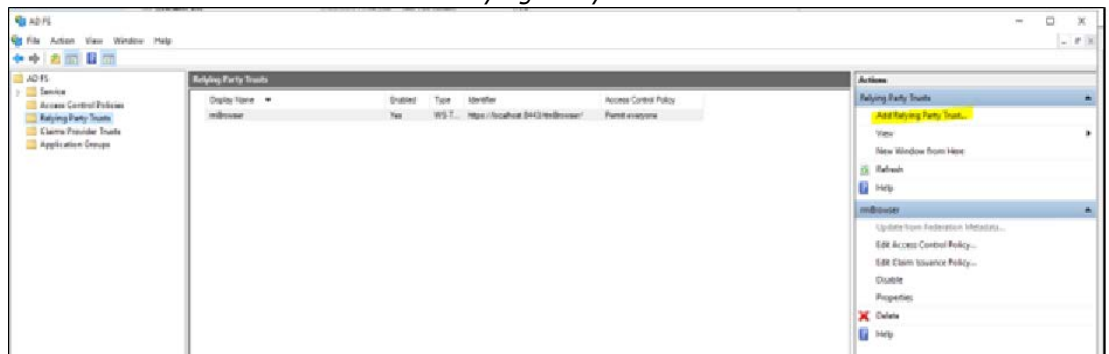 AD FS
File Action View Window Help
AD FS
Service
Access Control Policies
Relying Party Trusts
Claims Provider Trusts
Application Groups
Relying Party Trusts
Display Name Enabled Type Identifier Access Control Policy
Yes WS-T... Permit everyone
Actions
Relying Party Trusts
Add Relying Party Trust...
View
New Window from Here
Refresh
Help
Update from Federation Metadata...
Edit Access Control Policy...
Edit Claim Issuance Policy...
Disable
Properties
Delete
Help